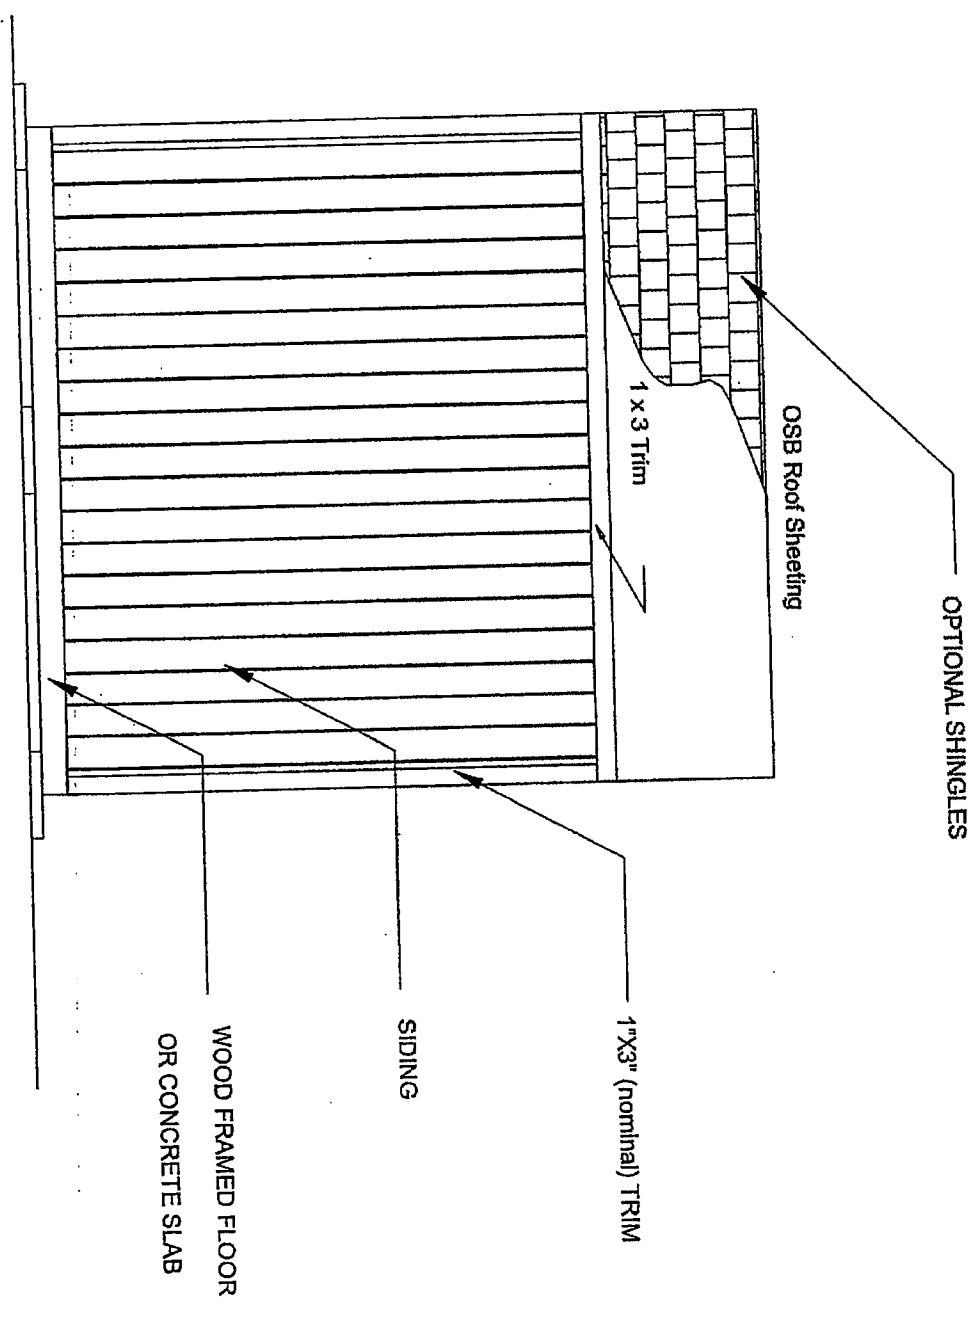 OPTIONAL SHINGLES
OSB Roof Sheeting
1 x 3 Trim
1"X3" (nominal) TRIM
SIDING
WOOD FRAMED FLOOR
OR CONCRETE SLAB